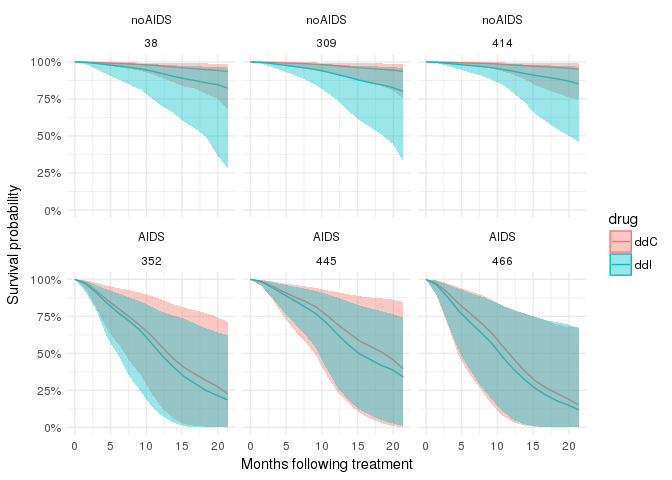 noAIDS noAIDS noAIDS
38 309 414
100%
75%
50%
25%
0%
AIDS AIDS AIDS
352 445 466
100%
75%
50%
25%
0%
0 5 10 15 20 0 5 10 15 20 0 5 10 15 20
Months following treatment
Survival probability
drug
ddC
ddI